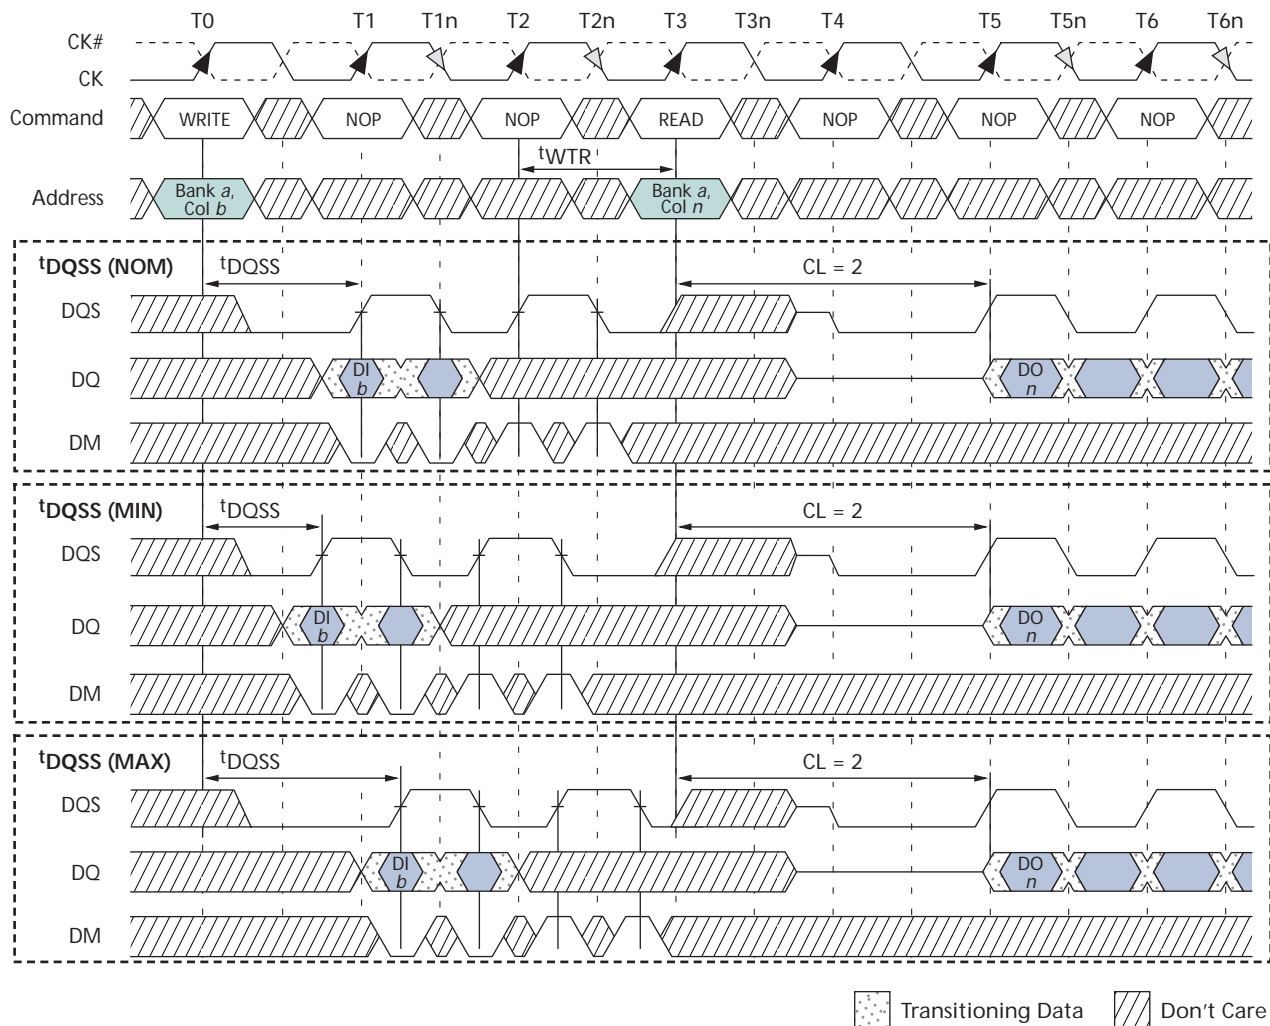 T0 T1 T1n T2 T2n T3 T3n T4 T5 T5n T6 T6n
CK#
CK
Command WRITE NOP NOP READ NOP NOP NOP
tWTR
Address Bank a, Col b Bank a, Col n
tDQSS (NOM) tDQSS CL = 2
DQS
DQ DI b DO n
DM
tDQSS (MIN) tDQSS CL = 2
DQS
DQ DI b DO n
DM
tDQSS (MAX) tDQSS CL = 2
DQS
DQ DI b DO n
DM
Transitioning Data Don't Care